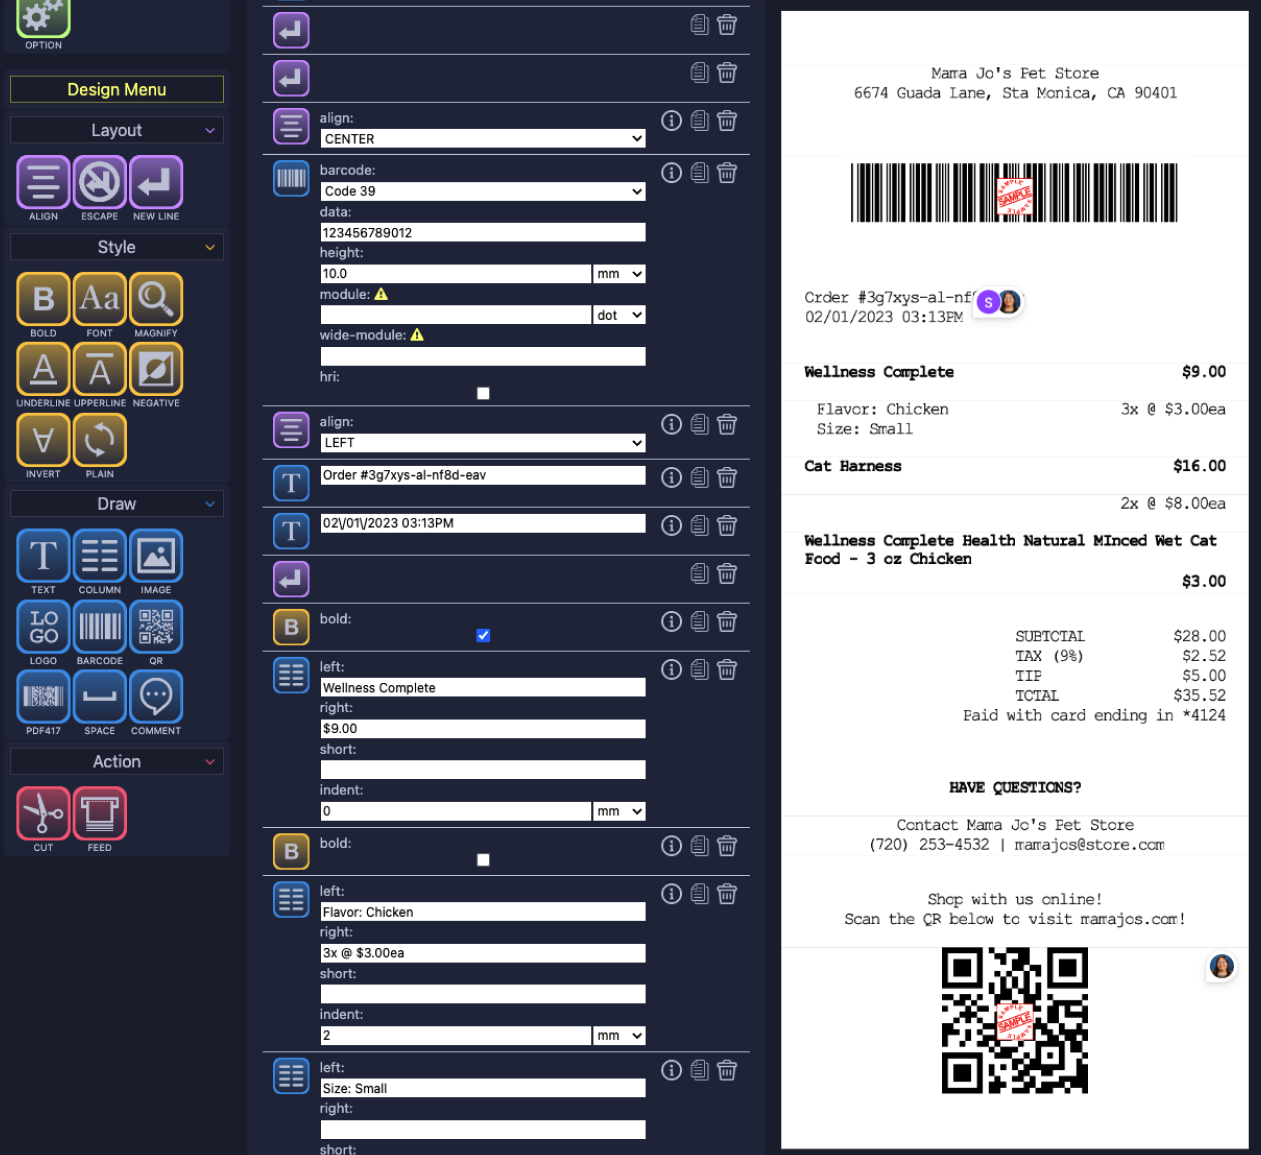 OPTION
Design Menu
Layout
ALIGN ESCAPE NEW LINE
Style
B Aa
BOLD FONT MAGNIFY
A A
UNDERLINE UPPERLINE NEGATIVE
A
INVERT PLAIN
Draw
T
TEXT COLUMN IMAGE
LO
GO
LOGO BARCODE QR
PDF417 SPACE COMMENT
Action
CUT FEED
align:
CENTER
barcode:
Code 39
data:
123456789012
height:
10.0 mm
module:
dot
wide-module:
hri:
align:
LEFT
T Order #3g7xys-al-nf8d-eav
T 02\/01\/2023 03:13PM
B bold:
left:
Wellness Complete
right:
$9.00
short:
indent:
0 mm
B bold:
left:
Flavor: Chicken
right:
3x @ $3.00ea
short:
indent:
2 mm
left:
Size: Small
right:
short:
Mama Jo's Pet Store
6674 Guada Lane, Sta Monica, CA 90401
SAMPLE
Order #3g7xys-al-nf
S
02/01/2023 03:13PM
Wellness Complete $9.00
Flavor: Chicken 3x @ $3.00ea
Size: Small
Cat Harness $16.00
2x @ $8.00ea
Wellness Complete Health Natural MInced Wet Cat
Food - 3 oz Chicken
$3.00
SUBTOTAL $28.00
TAX (9%) $2.52
TIP $5.00
TOTAL $35.52
Paid with card ending in *4124
HAVE QUESTIONS?
Contact Mama Jo's Pet Store
(720) 253-4532 | mamajos@store.com
Shop with us online!
Scan the QR below to visit mamajos.com!
SAMPLE